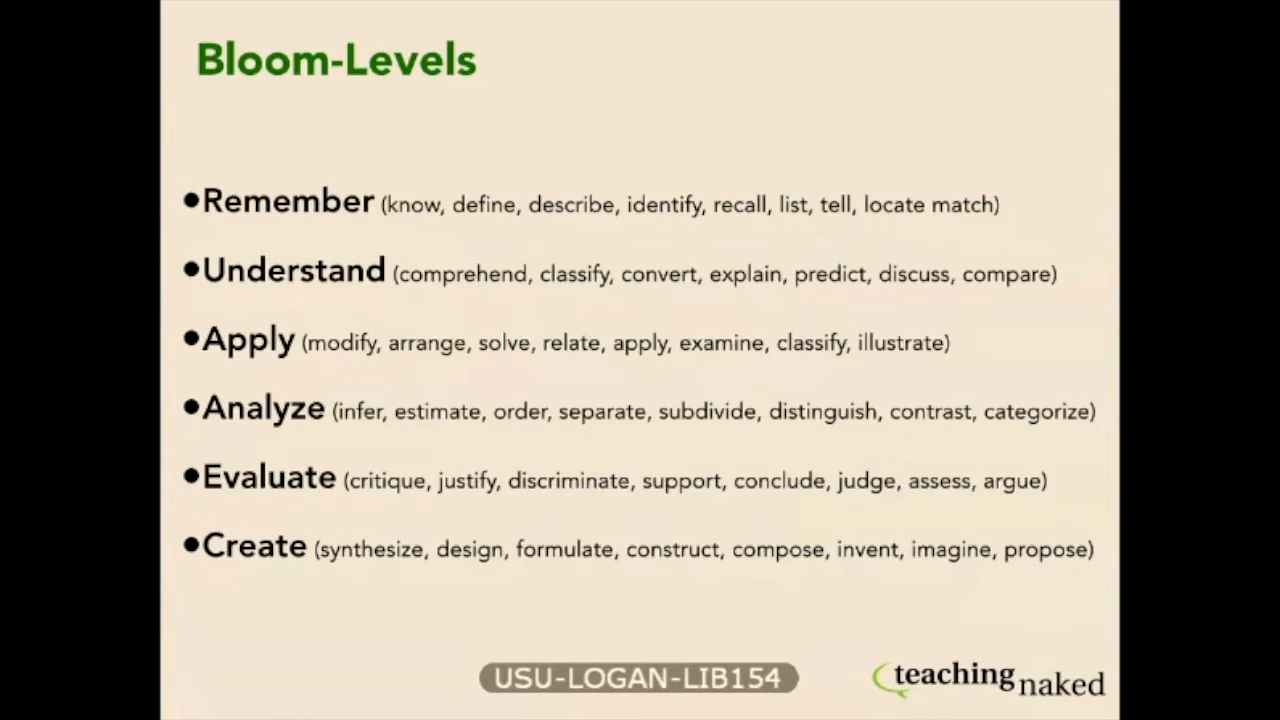 Bloom-Levels
•Remember (know, define, describe, identify, recall, list, tell, locate match)
•Understand (comprehend, classify, convert, explain, predict, discuss, compare)
•Apply (modify, arrange, solve, relate, apply, examine, classify, illustrate)
•Analyze (infer, estimate, order, separate, subdivide, distinguish, contrast, categorize)
•Evaluate (critique, justify, discriminate, support, conclude, judge, assess, argue)
•Create (synthesize, design, formulate, construct, compose, invent, imagine, propose)
USU-LOGAN-LIB154
teaching naked